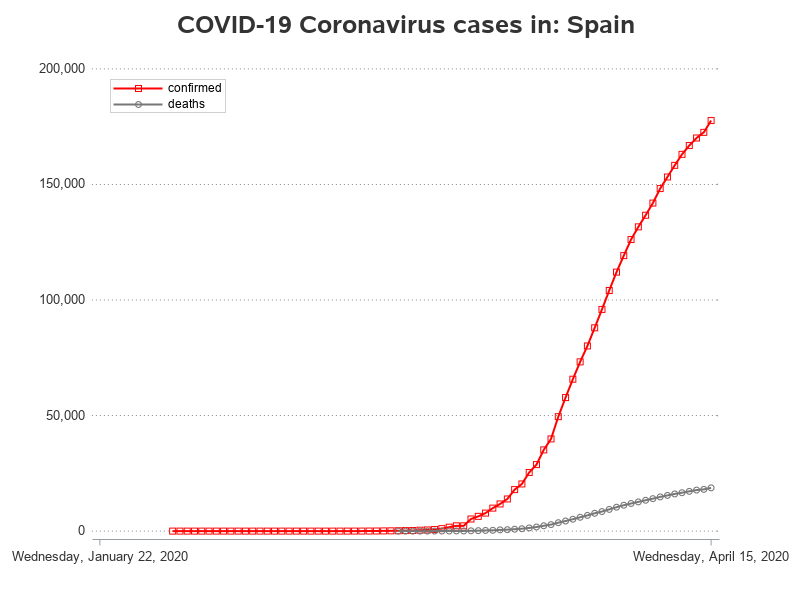 COVID-19 Coronavirus cases in: Spain
200,000
confirmed
deaths
150,000
100,000
50,000
0
Wednesday, January 22, 2020
Wednesday, April 15, 2020